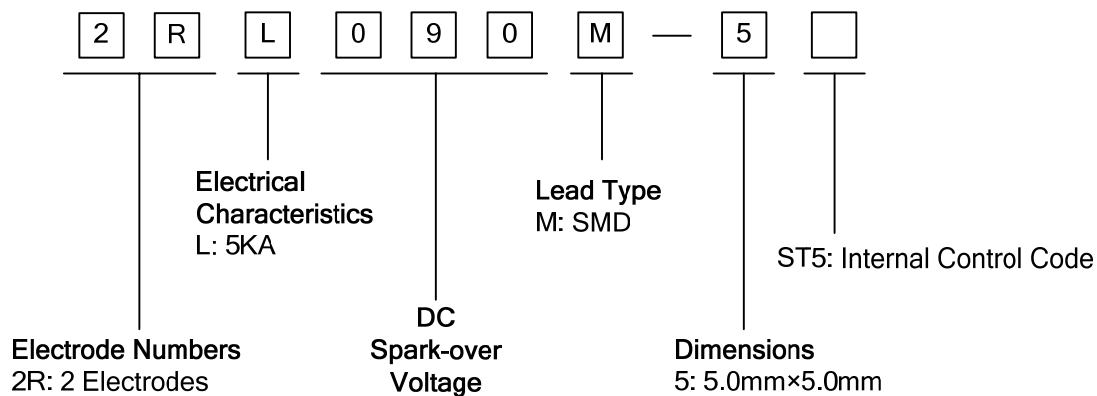 2 R L 0 9 0 M — 5
Electrical
Characteristics
L: 5KA
Lead Type
M: SMD
ST5: Internal Control Code
DC
Spark-over
Voltage
Electrode Numbers
2R: 2 Electrodes
Dimensions
5: 5.0mm×5.0mm